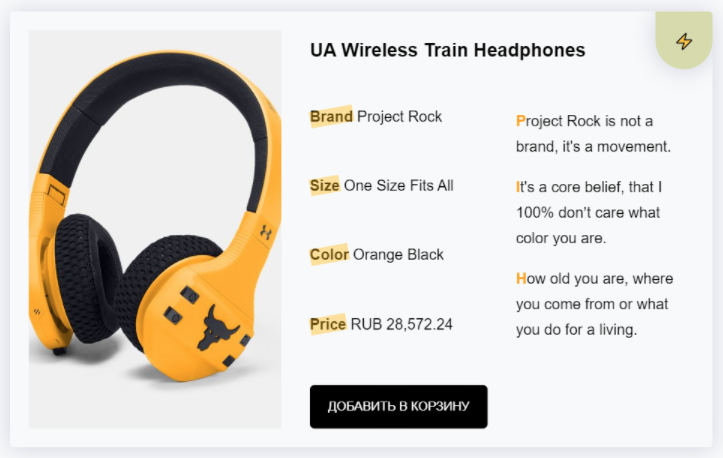 UA Wireless Train Headphones
Brand Project Rock
Size One Size Fits All
Color Orange Black
Price RUB 28,572.24
Project Rock is not a
brand, it's a movement.
It's a core belief, that I
100% don't care what
color you are.
How old you are, where
you come from or what
you do for a living.
ДОБАВИТЬ В КОРЗИНУ